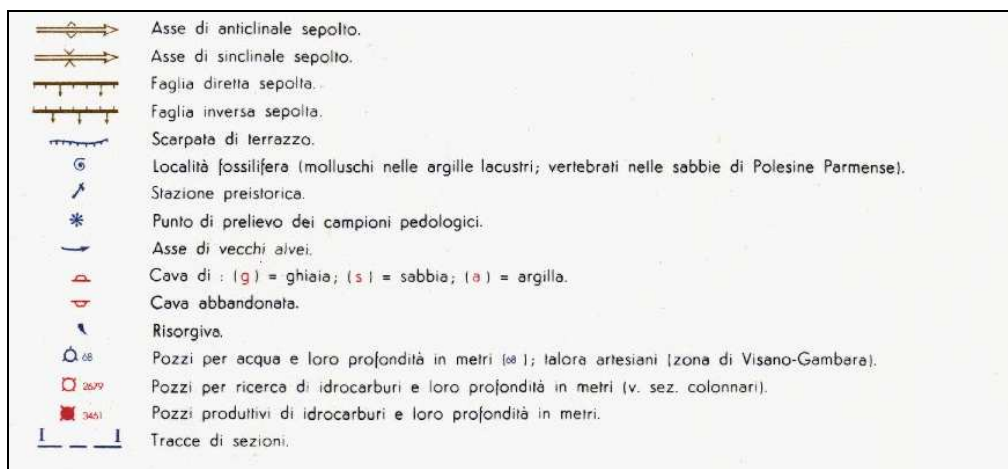 Asse di anticlinale sepolto.
Asse di sinclinale sepolto.
Faglia diretta sepolta.
Faglia inversa sepolta.
Scarpata di terrazzo.
Località fossilifera (molluschi nelle argille lacustri; vertebrati nelle sabbie di Polesine Parmense).
Stazione preistorica.
Punto di prelievo dei campioni pedologici.
Asse di vecchi alvei.
Cava di : (g) = ghiaia; (s) = sabbia; (a) = argilla.
Cava abbandonata.
Risorgiva.
68 Pozzi per acqua e loro profondità in metri (68); talora artesiani (zona di Visano-Gambara).
2679 Pozzi per ricerca di idrocarburi e loro profondità in metri (v. sez. colonnari).
3461 Pozzi produttivi di idrocarburi e loro profondità in metri.
I I Tracce di sezioni.